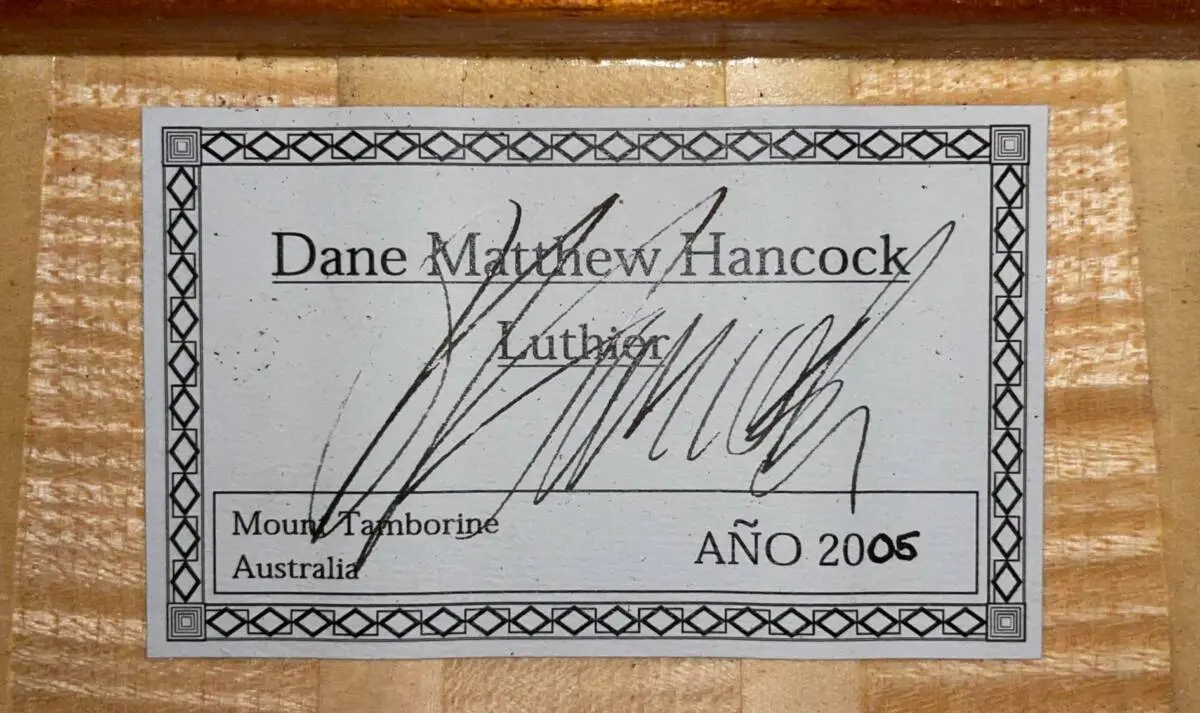 Dane Matthew Hancock
Luthier
Mount Tamborine
Australia
AÑO 2005